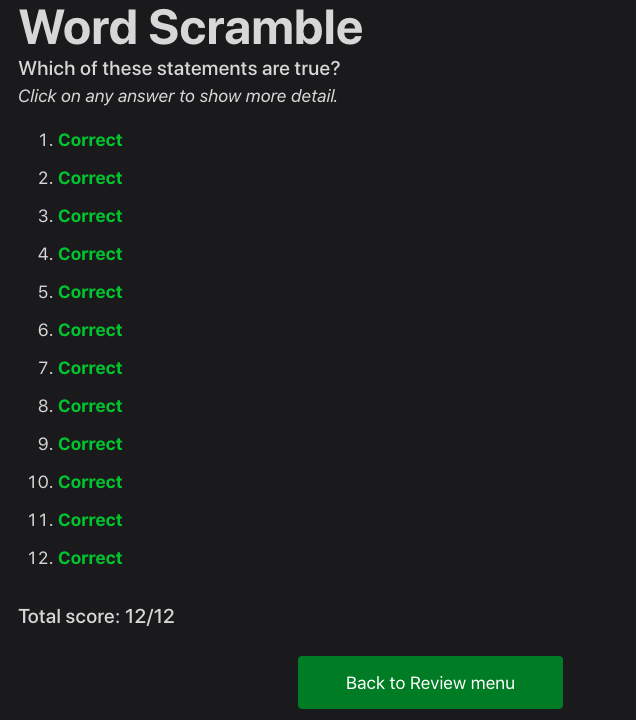 Word Scramble
Which of these statements are true?
Click on any answer to show more detail.
1. Correct
2. Correct
3. Correct
4. Correct
5. Correct
6. Correct
7. Correct
8. Correct
9. Correct
10. Correct
11. Correct
12. Correct
Total score: 12/12
Back to Review menu